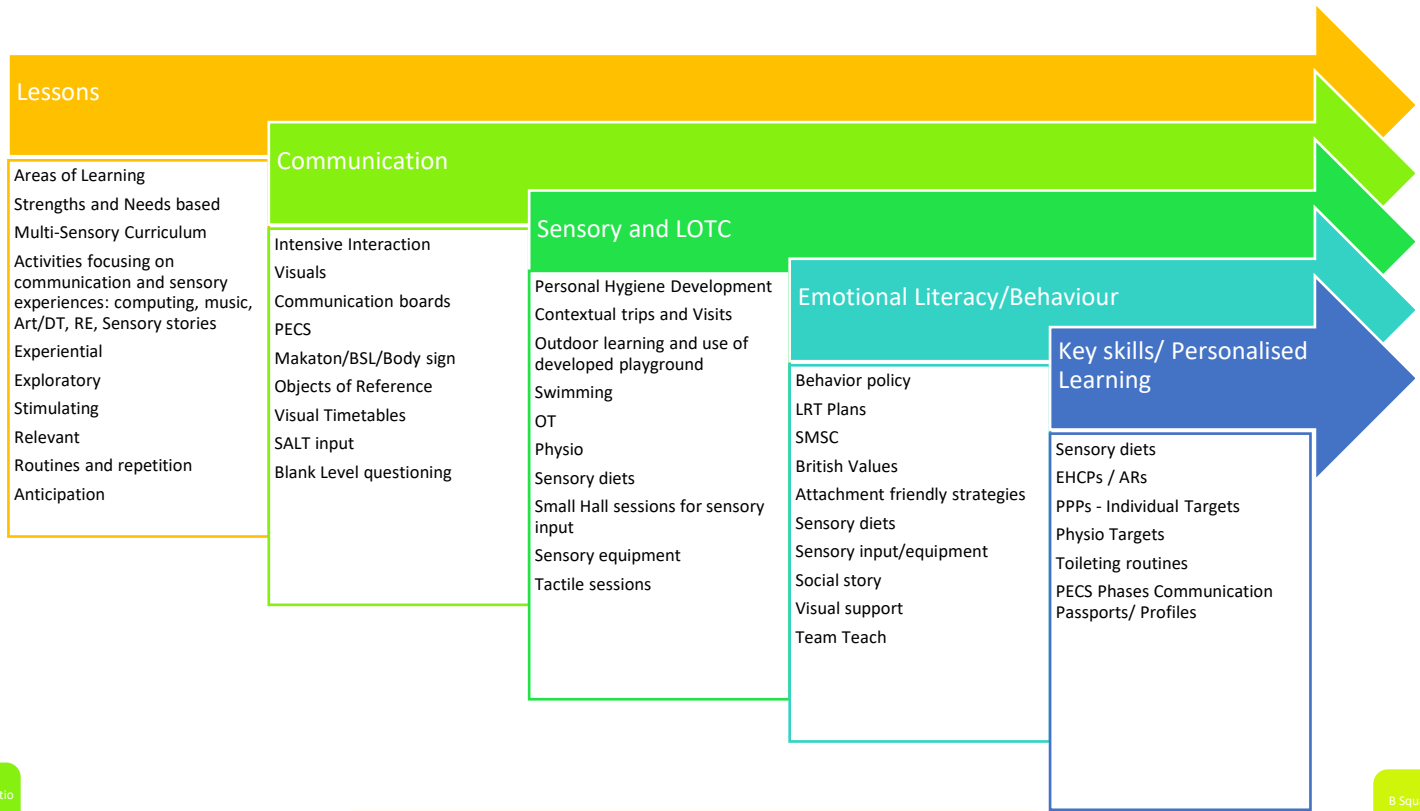 Lessons
Areas of Learning
Strengths and Needs based
Multi-Sensory Curriculum
Activities focusing on
communication and sensory
experiences: computing, music,
Art/DT, RE, Sensory stories
Experiential
Exploratory
Stimulating
Relevant
Routines and repetition
Anticipation
Communication
Intensive Interaction
Visuals
Communication boards
PECS
Makaton/BSL/Body sign
Objects of Reference
Visual Timetables
SALT input
Blank Level questioning
Sensory and LOTC
Personal Hygiene Development
Contextual trips and Visits
Outdoor learning and use of
developed playground
Swimming
OT
Physio
Sensory diets
Small Hall sessions for sensory
input
Sensory equipment
Tactile sessions
Emotional Literacy/Behaviour
Behavior policy
LRT Plans
SMSC
British Values
Attachment friendly strategies
Sensory diets
Sensory input/equipment
Social story
Visual support
Team Teach
Key skills/ Personalised
Learning
Sensory diets
EHCPs / ARs
PPPs - Individual Targets
Physio Targets
Toileting routines
PECS Phases Communication
Passports/ Profiles
B